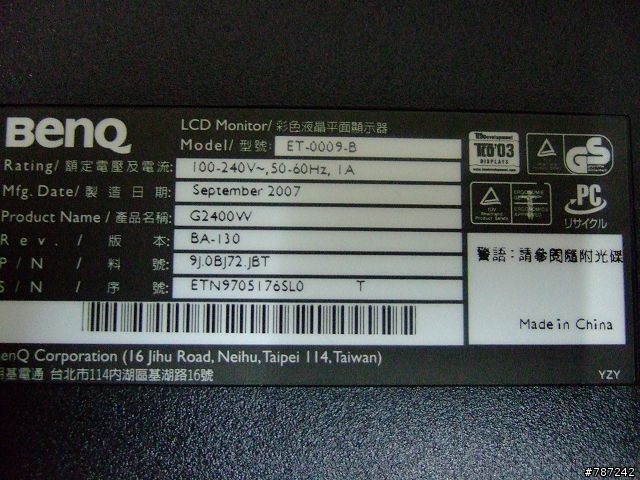 BenQ
LCD Monitor/ 彩色液晶平面顯示器
Model/ 型號: ET-0009-B
Rating/ 額定電壓及電流: 100-240V~, 50-60Hz, 1A
Mfg. Date/ 製造日期: September 2007
Product Name / 產品名稱: G2400W
Rev. / 版本: BA-130
P/N / 料號: 9J.0BJ72.JBT
S/N / 序號: ETN9705176SL0 T
TCO'03
DISPLAYS
GS
PC
リサイクル
警語:請參閱隨附光碟
Made in China
enQ Corporation (16 Jihu Road, Neihu, Taipei 114, Taiwan)
基電通 台北市114內湖區基湖路16號
YZY
#787242